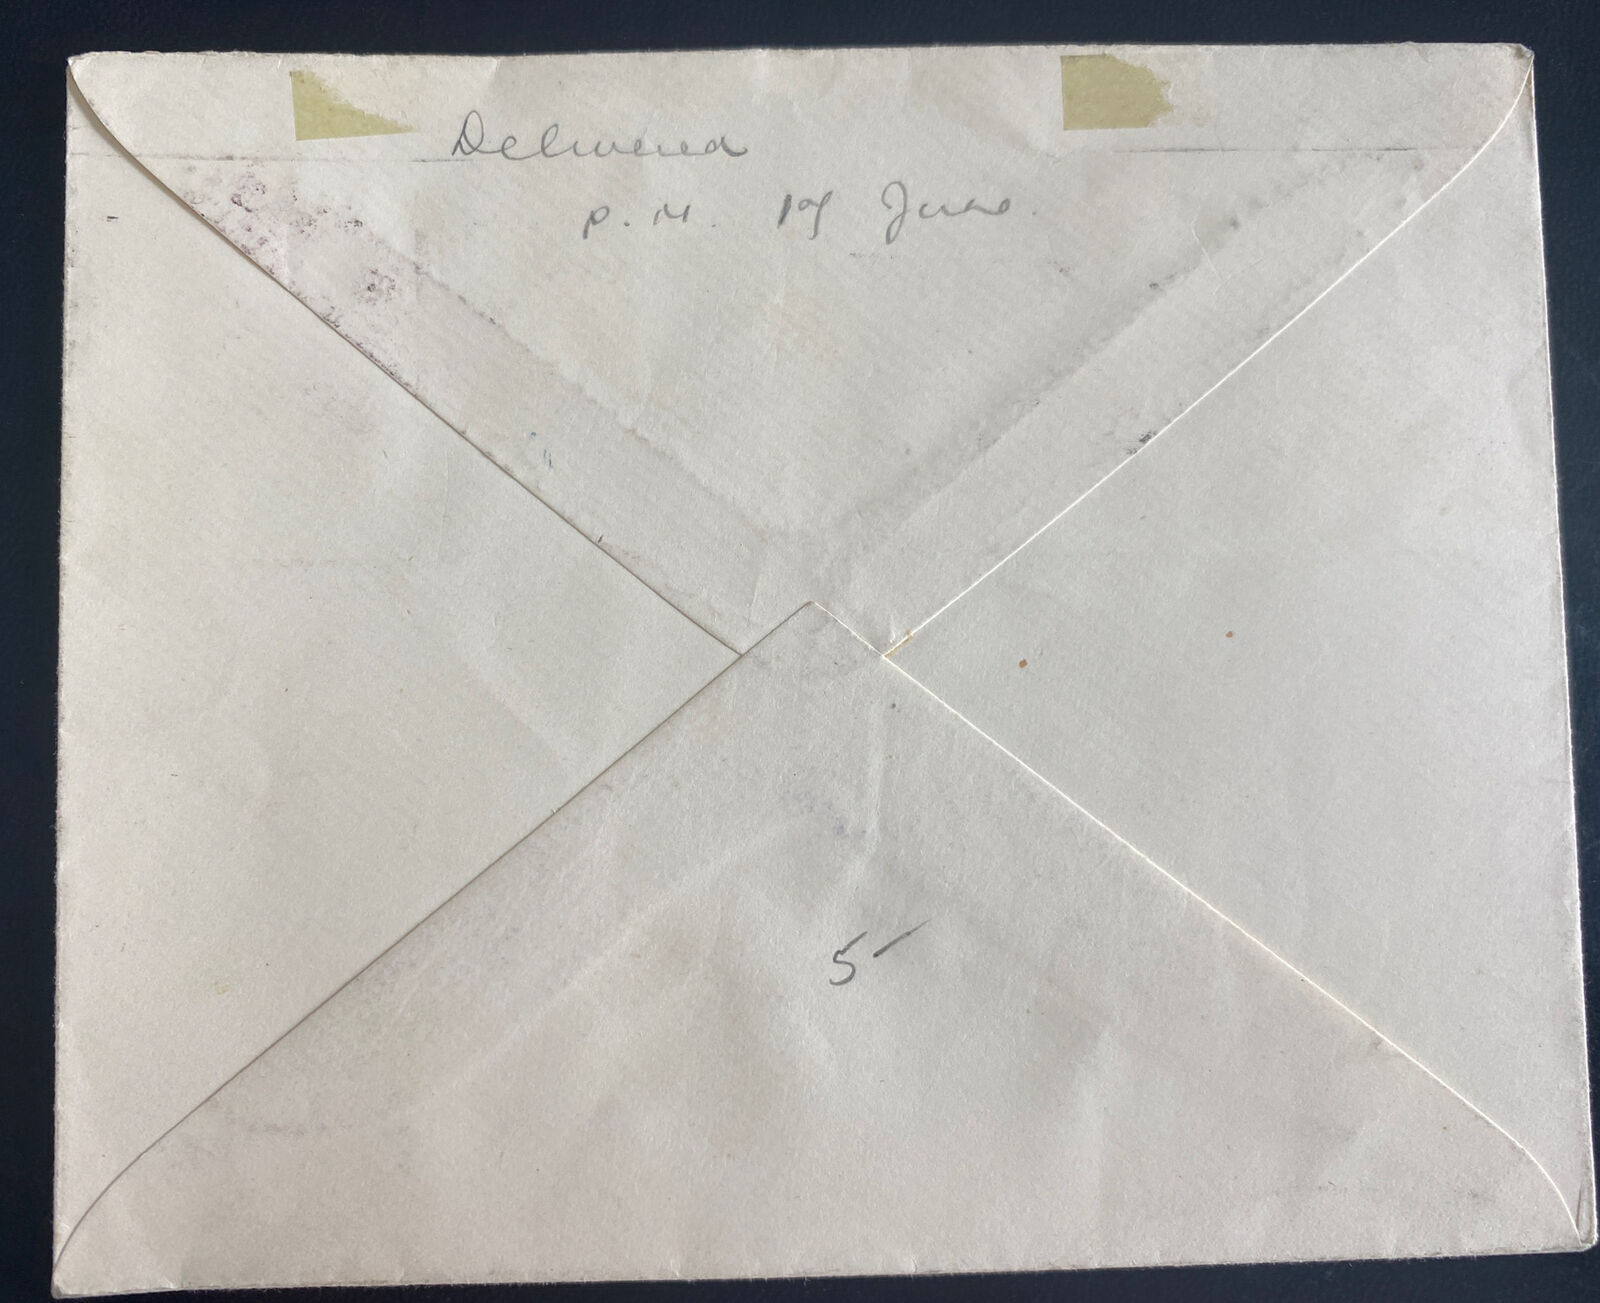 Delivered
P.M. 19 June
5-